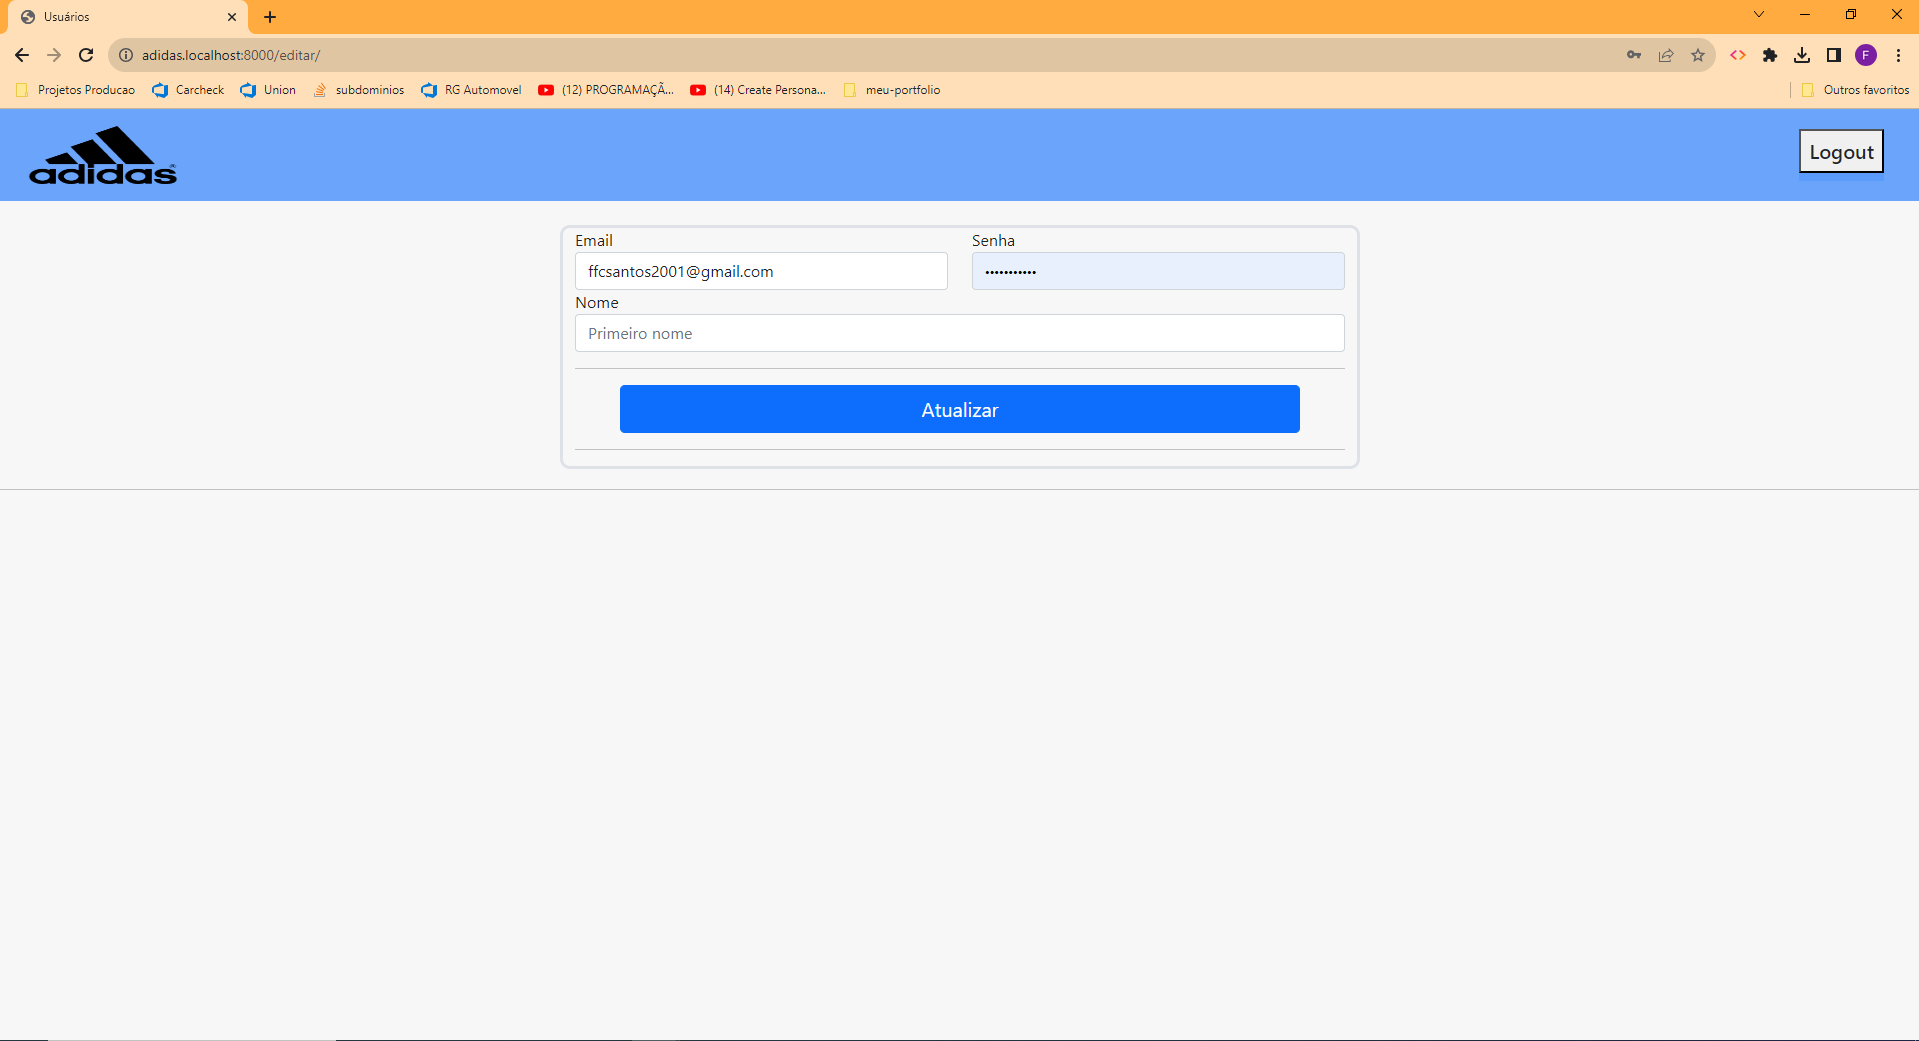 Usuários
adidas.localhost:8000/editar/
F
Projetos Producao Carcheck Union subdominios RG Automovel (12) PROGRAMAÇÃ... (14) Create Persona... meu-portfolio Outros favoritos
adidas®
Logout
Email Senha
ffcsantos2001@gmail.com •••••••••••
Nome
Primeiro nome
Atualizar